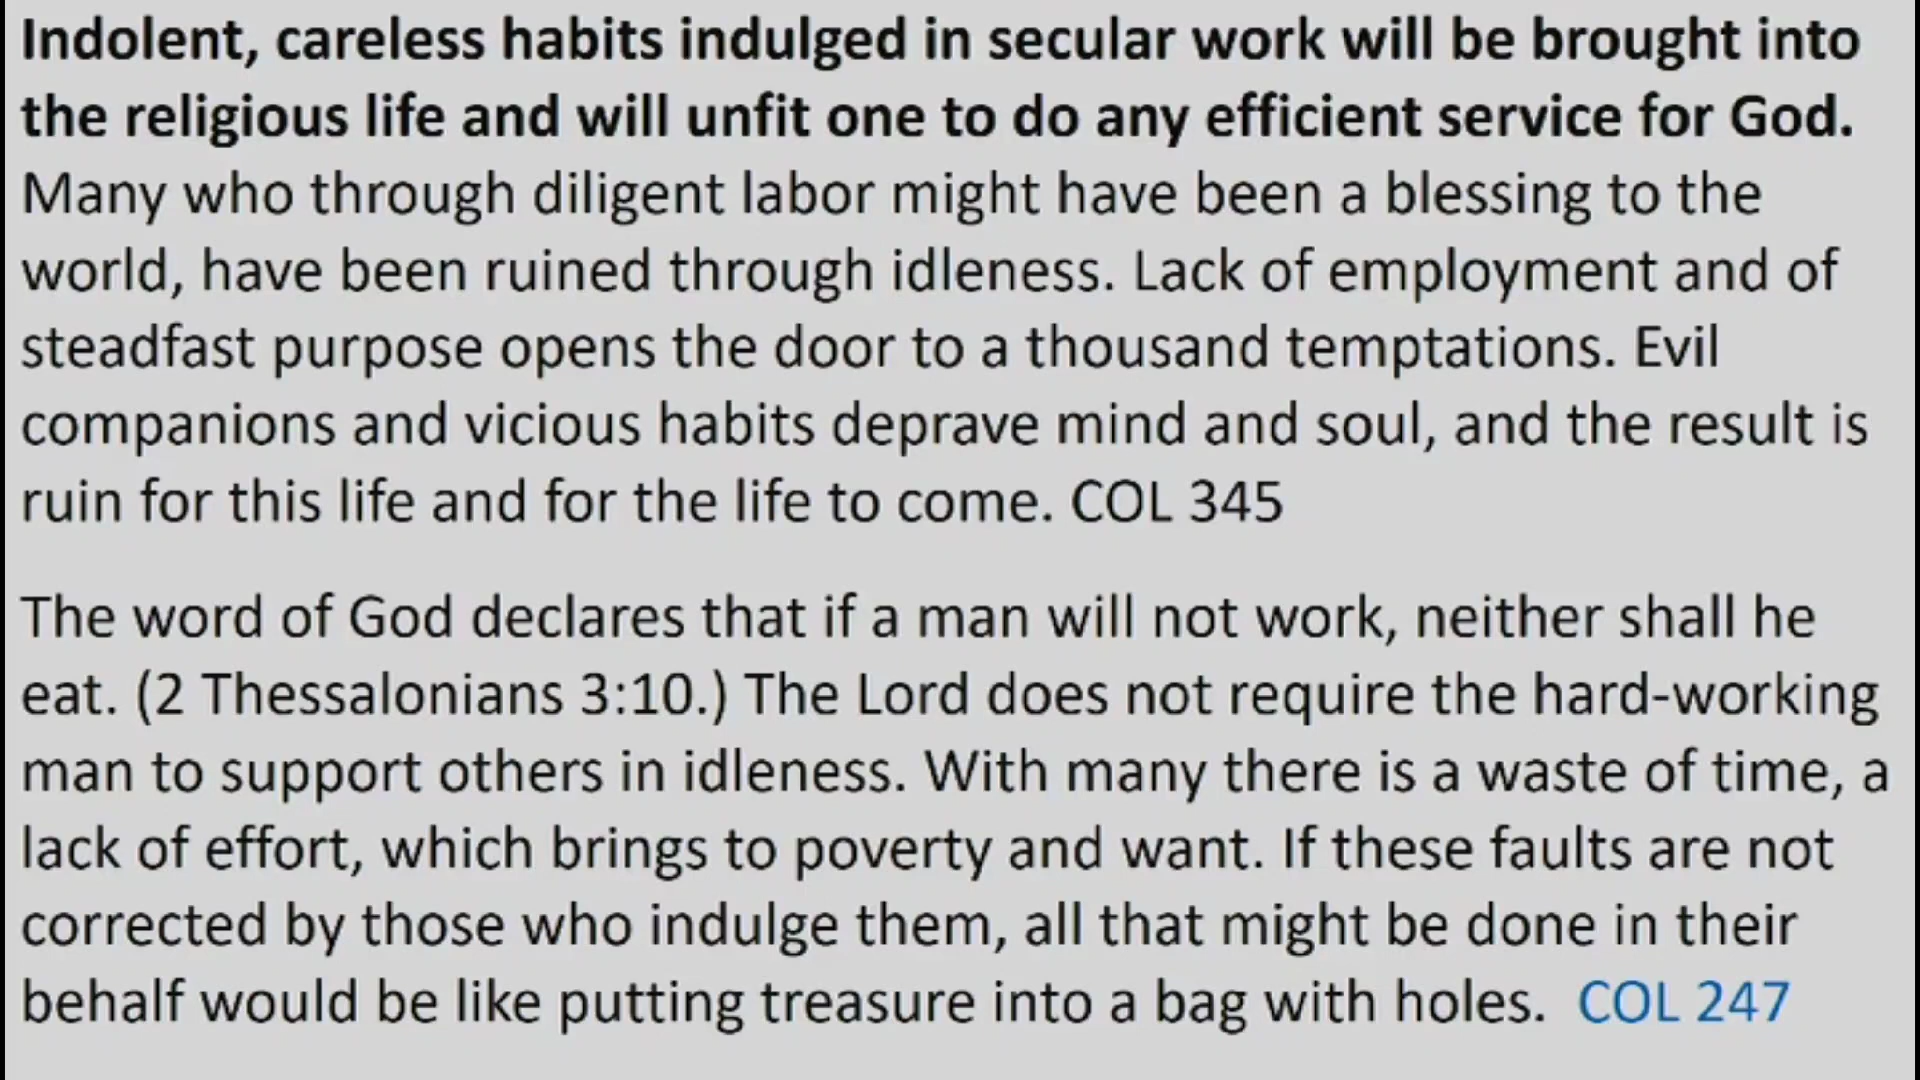 Indolent, careless habits indulged in secular work will be brought into
the religious life and will unfit one to do any efficient service for God.
Many who through diligent labor might have been a blessing to the
world, have been ruined through idleness. Lack of employment and of
steadfast purpose opens the door to a thousand temptations. Evil
companions and vicious habits deprave mind and soul, and the result is
ruin for this life and for the life to come. COL 345
The word of God declares that if a man will not work, neither shall he
eat. (2 Thessalonians 3:10.) The Lord does not require the hard-working
man to support others in idleness. With many there is a waste of time, a
lack of effort, which brings to poverty and want. If these faults are not
corrected by those who indulge them, all that might be done in their
behalf would be like putting treasure into a bag with holes. COL 247